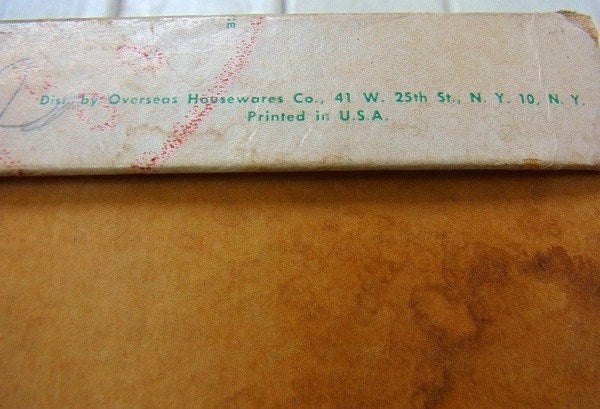 Dist. by Overseas Housewares Co., 41 W. 25th St., N. Y. 10, N. Y.
Printed in U.S.A.